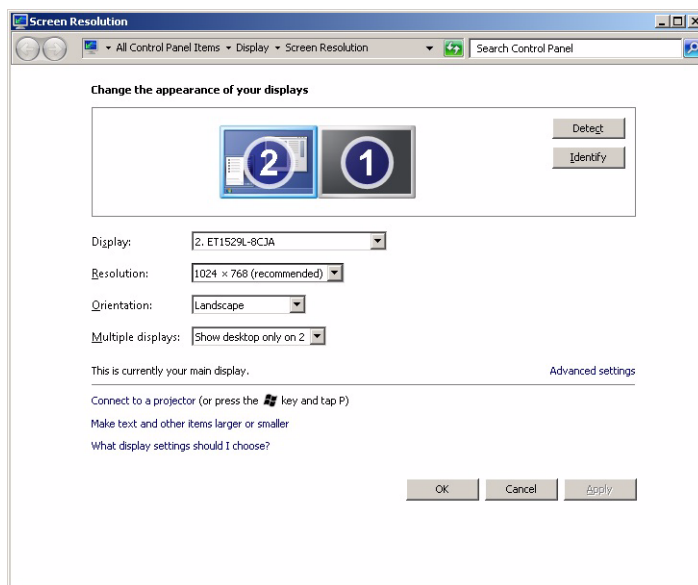 Screen Resolution
All Control Panel Items Display Screen Resolution Search Control Panel
Change the appearance of your displays
2 1
Detect
Identify
Display: 2. ET1529L-8CJA
Resolution: 1024 × 768 (recommended)
Orientation: Landscape
Multiple displays: Show desktop only on 2
This is currently your main display. Advanced settings
Connect to a projector (or press the key and tap P)
Make text and other items larger or smaller
What display settings should I choose?
OK Cancel Apply